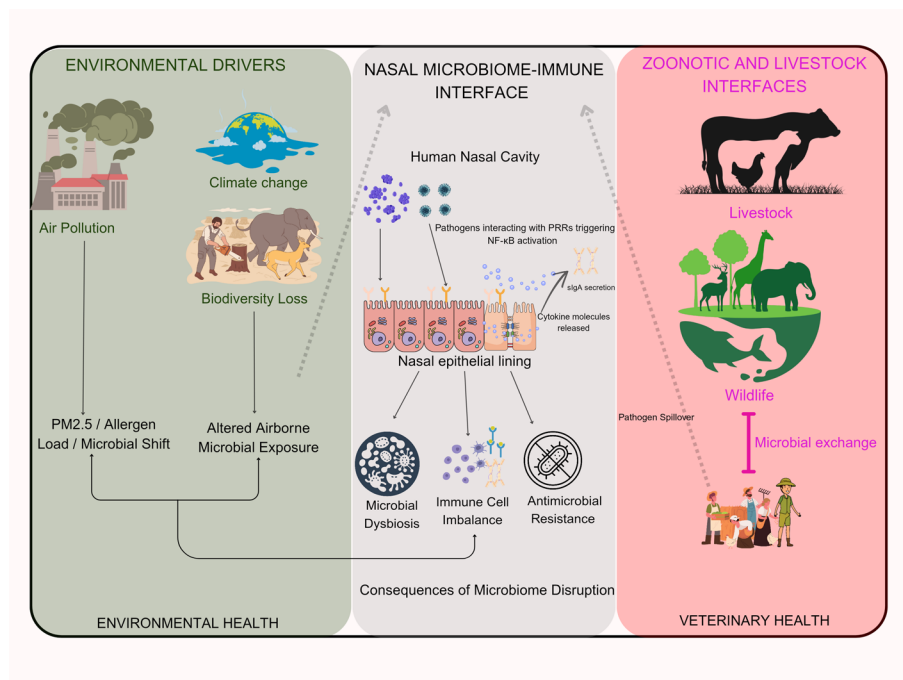 ENVIRONMENTAL DRIVERS
Air Pollution
Climate change
Biodiversity Loss
PM2.5 / Allergen
Load / Microbial Shift
Altered Airborne
Microbial Exposure
ENVIRONMENTAL HEALTH
NASAL MICROBIOME-IMMUNE
INTERFACE
Human Nasal Cavity
Pathogens interacting with PRRs triggering
NF-κB activation
sIgA secretion
Cytokine molecules
released
Nasal epithelial lining
Microbial
Dysbiosis
Immune Cell
Imbalance
Antimicrobial
Resistance
Consequences of Microbiome Disruption
ZOONOTIC AND LIVESTOCK
INTERFACES
Livestock
Wildlife
Pathogen Spillover
Microbial exchange
VETERINARY HEALTH